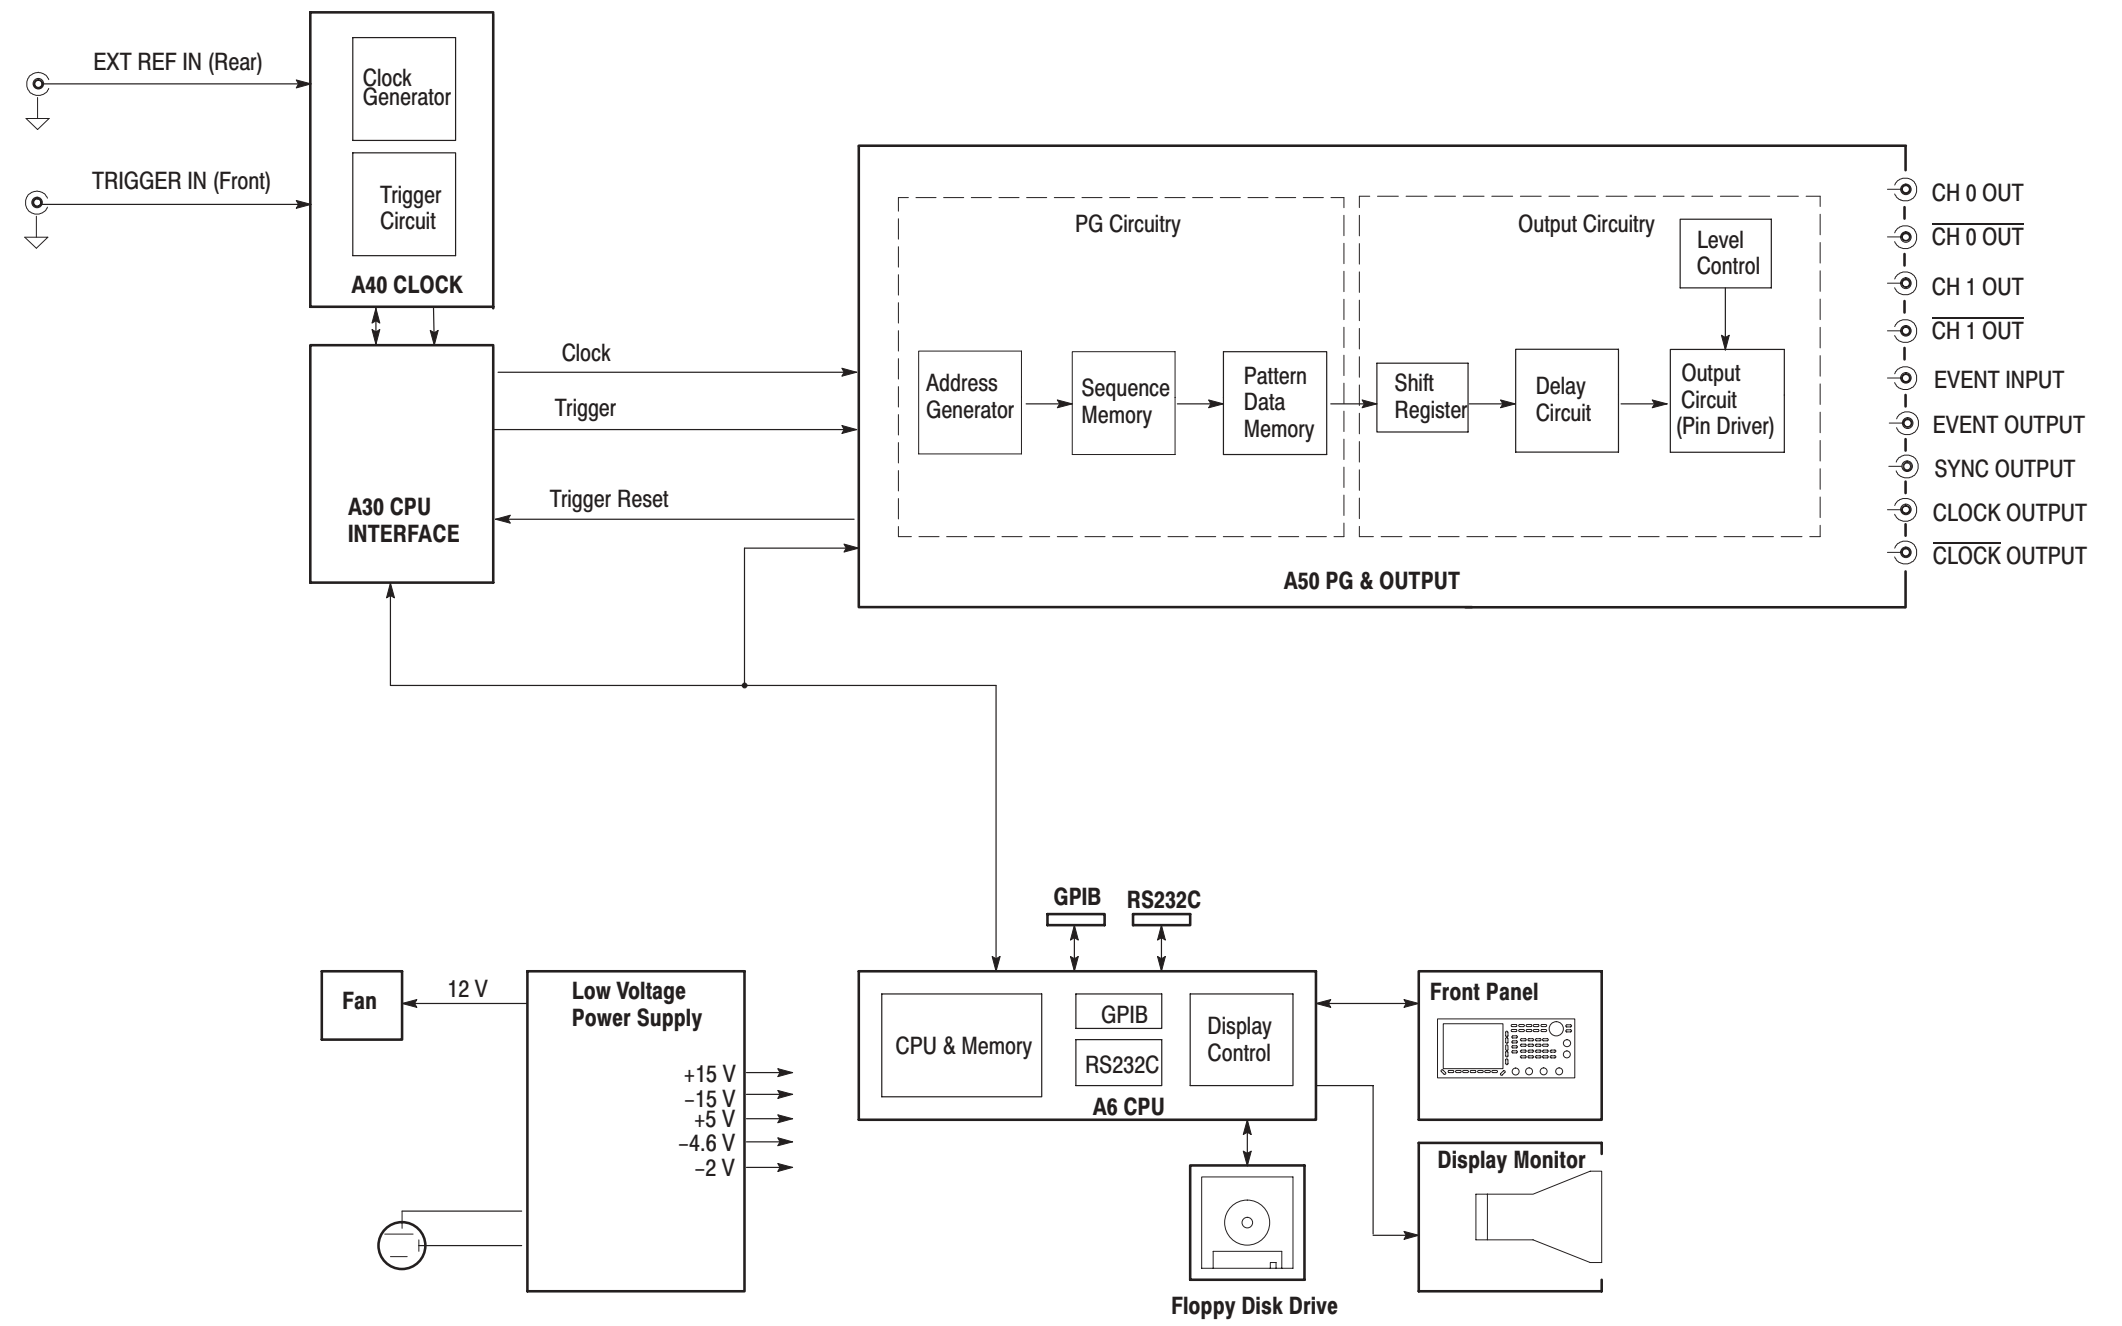 EXT REF IN (Rear)
TRIGGER IN (Front)
Clock
Generator
Trigger
Circuit
A40 CLOCK
A30 CPU
INTERFACE
Clock
Trigger
Trigger Reset
PG Circuitry
Address
Generator
Sequence
Memory
Pattern
Data
Memory
Output Circuitry
Level
Control
Shift
Register
Delay
Circuit
Output
Circuit
(Pin Driver)
A50 PG & OUTPUT
CH 0 OUT
CH 0 OUT
CH 1 OUT
CH 1 OUT
EVENT INPUT
EVENT OUTPUT
SYNC OUTPUT
CLOCK OUTPUT
CLOCK OUTPUT
Fan
12 V
Low Voltage
Power Supply
+15 V
−15 V
+5 V
−4.6 V
−2 V
GPIB
RS232C
CPU & Memory
GPIB
RS232C
Display
Control
A6 CPU
Front Panel
Display Monitor
Floppy Disk Drive